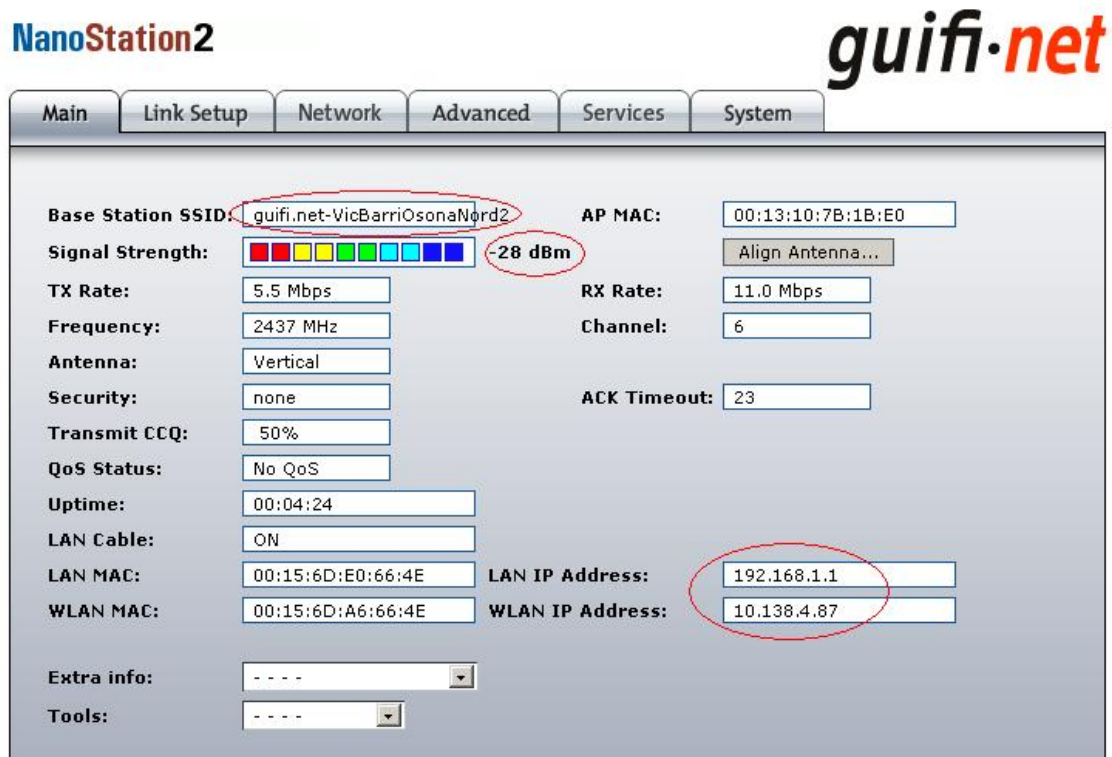 NanoStation2
guifi·net
Main Link Setup Network Advanced Services System
Base Station SSID: guifi.net-VicBarriOsonaNord2 AP MAC: 00:13:10:7B:1B:E0
Signal Strength: -28 dBm Align Antenna...
TX Rate: 5.5 Mbps RX Rate: 11.0 Mbps
Frequency: 2437 MHz Channel: 6
Antenna: Vertical
Security: none ACK Timeout: 23
Transmit CCQ: 50%
QoS Status: No QoS
Uptime: 00:04:24
LAN Cable: ON
LAN MAC: 00:15:6D:E0:66:4E LAN IP Address: 192.168.1.1
WLAN MAC: 00:15:6D:A6:66:4E WLAN IP Address: 10.138.4.87
Extra info: - - - -
Tools: - - - -